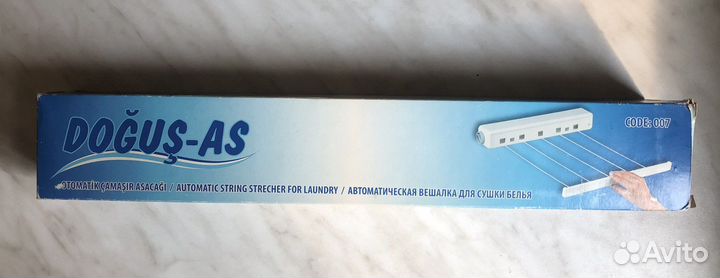 DOĞUŞ-AS
CODE: 007
OTOMATİK ÇAMAŞIR ASACAĞI / AUTOMATIC STRING STRECHER FOR LAUNDRY / АВТОМАТИЧЕСКАЯ ВЕШАЛКА ДЛЯ СУШКИ БЕЛЬЯ
Avito